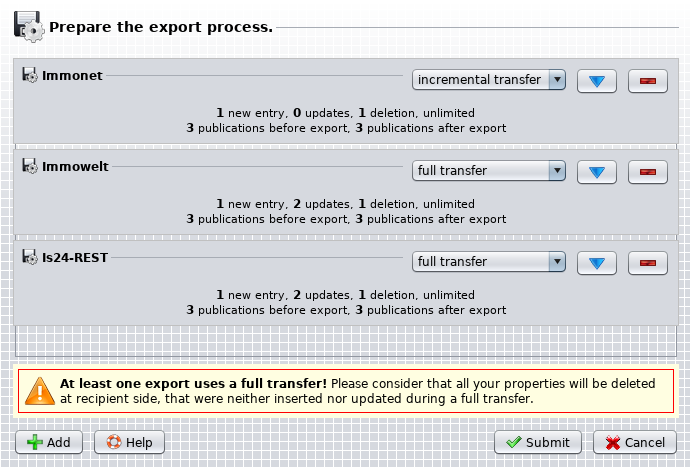 Prepare the export process.
Immonet
incremental transfer
1 new entry, 0 updates, 1 deletion, unlimited
3 publications before export, 3 publications after export
Immowelt
full transfer
1 new entry, 2 updates, 1 deletion, unlimited
3 publications before export, 3 publications after export
Is24-REST
full transfer
1 new entry, 2 updates, 1 deletion, unlimited
3 publications before export, 3 publications after export
At least one export uses a full transfer! Please consider that all your properties will be deleted
at recipient side, that were neither inserted nor updated during a full transfer.
Add
Help
Submit
Cancel